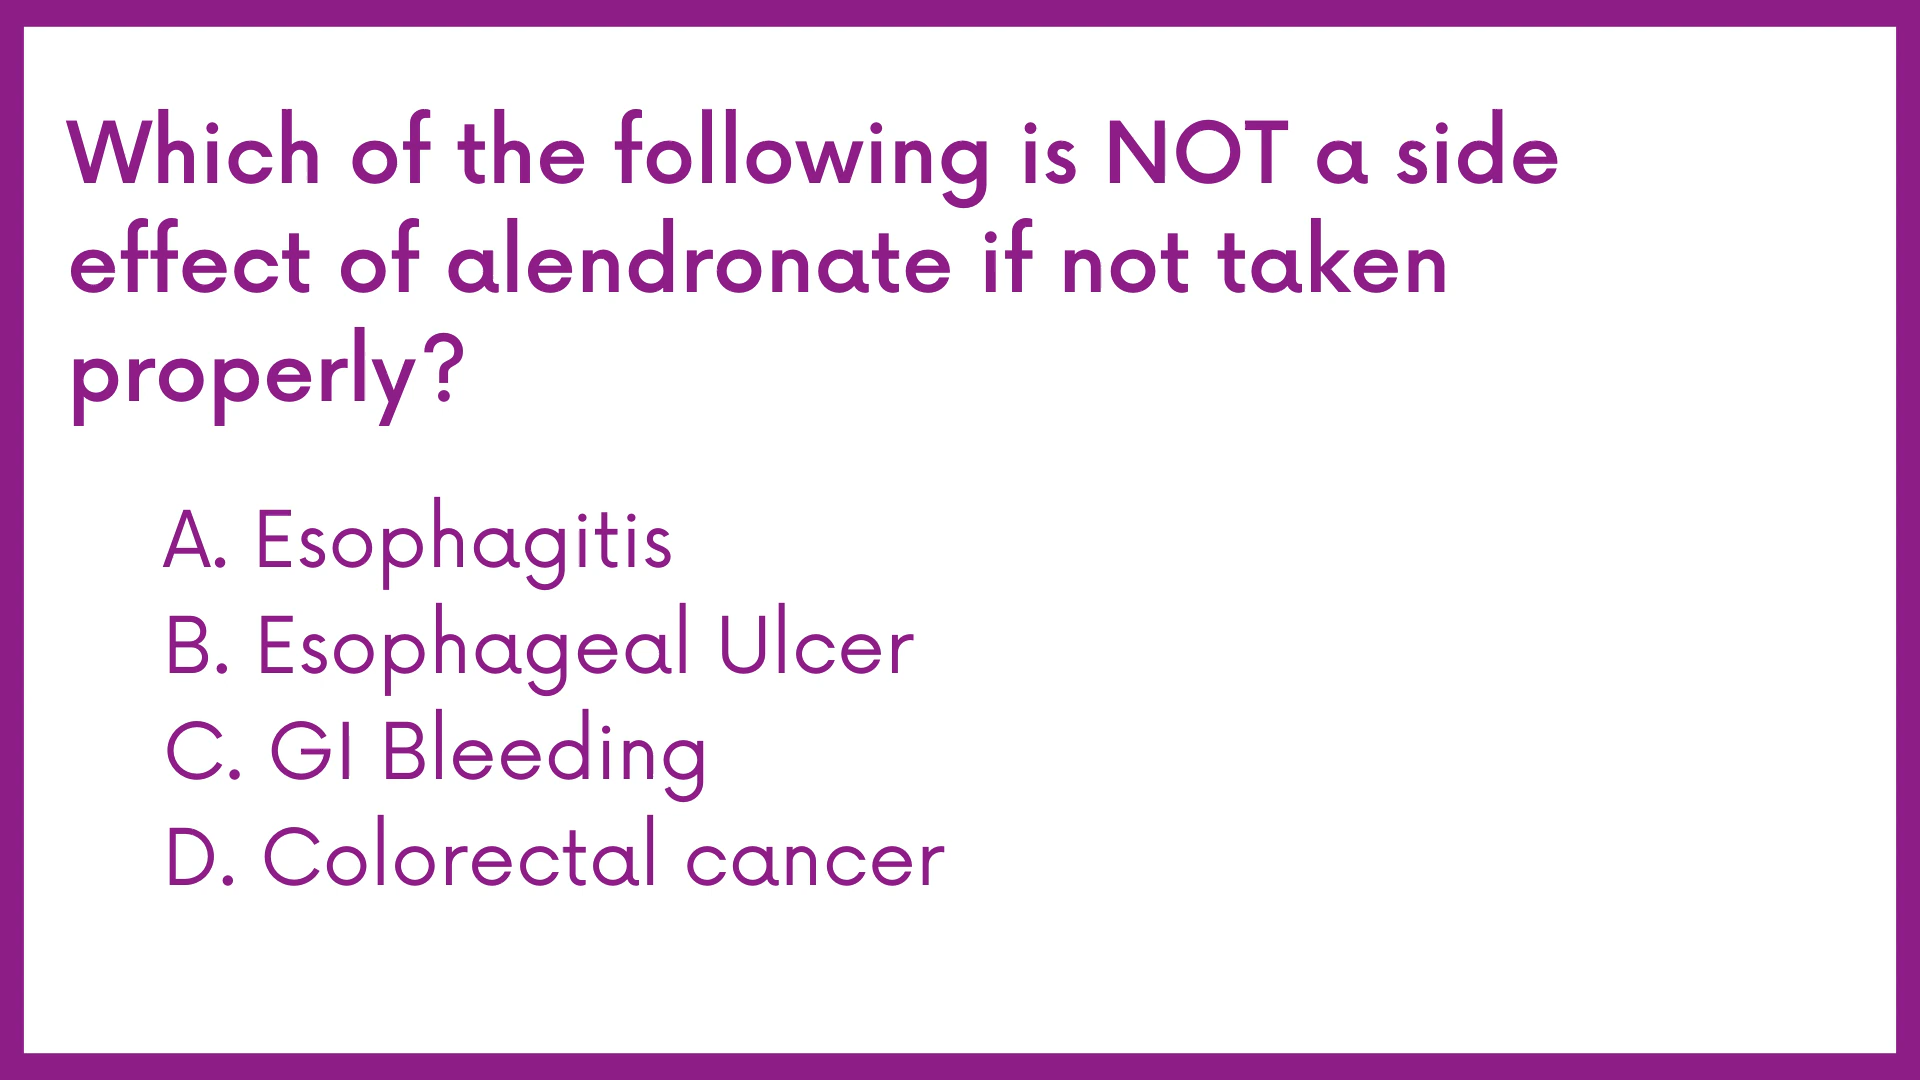 Which of the following is NOT a side
effect of alendronate if not taken
properly?
A. Esophagitis
B. Esophageal Ulcer
C. GI Bleeding
D. Colorectal cancer